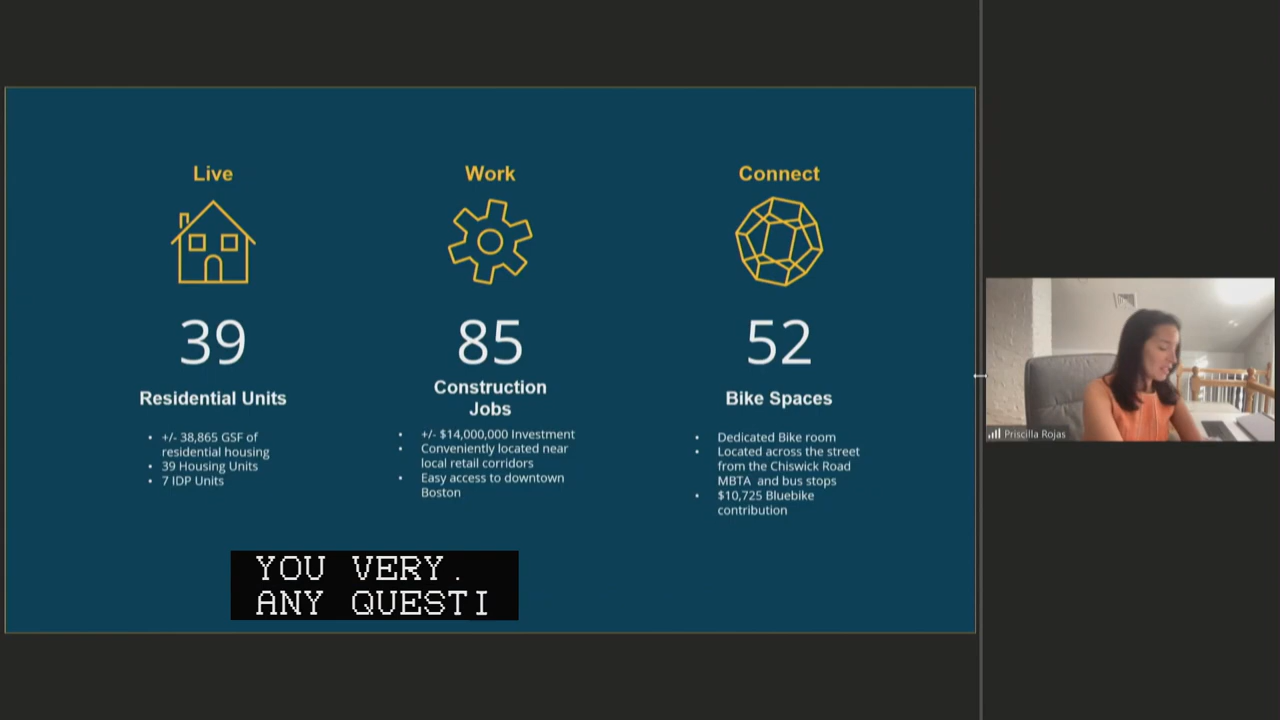 Live
39
Residential Units
• +/- 38,865 GSF of
residential housing
• 39 Housing Units
• 7 IDP Units
Work
85
Construction
Jobs
• +/- $14,000,000 Investment
• Conveniently located near
local retail corridors
• Easy access to downtown
Boston
Connect
52
Bike Spaces
• Dedicated Bike room
• Located across the street
from the Chiswick Road
MBTA and bus stops
• $10,725 Bluebike
contribution
YOU VERY.
ANY QUESTI
Priscilla Rojas